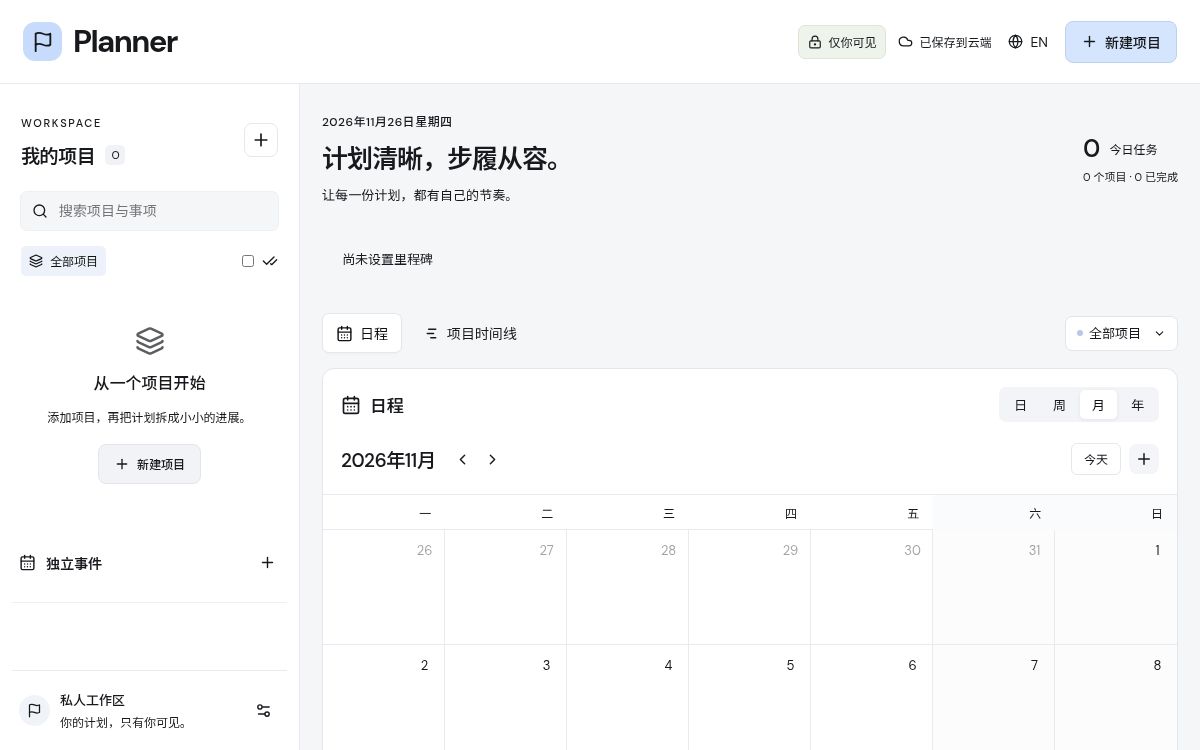 Planner
仅你可见
已保存到云端
EN
新建项目
WORKSPACE
我的项目 0
搜索项目与事项
全部项目
从一个项目开始
添加项目，再把计划拆成小小的进展。
新建项目
独立事件
私人工作区
你的计划，只有你可见。
2026年11月26日星期四
计划清晰，步履从容。
让每一份计划，都有自己的节奏。
0 今日任务
0 个项目 · 0 已完成
尚未设置里程碑
日程 项目时间线
全部项目
日程
日 周 月 年
2026年11月
今天
一 二 三 四 五 六 日
26 27 28 29 30 31 1
2 3 4 5 6 7 8